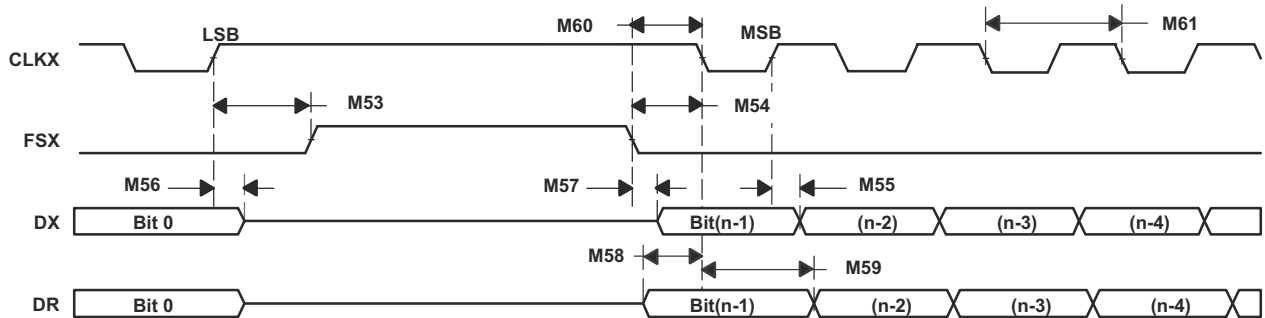 LSB M60 MSB M61
CLKX
M53 M54
FSX
M56 M57 M55
DX Bit 0 Bit(n-1) (n-2) (n-3) (n-4)
M58 M59
DR Bit 0 Bit(n-1) (n-2) (n-3) (n-4)